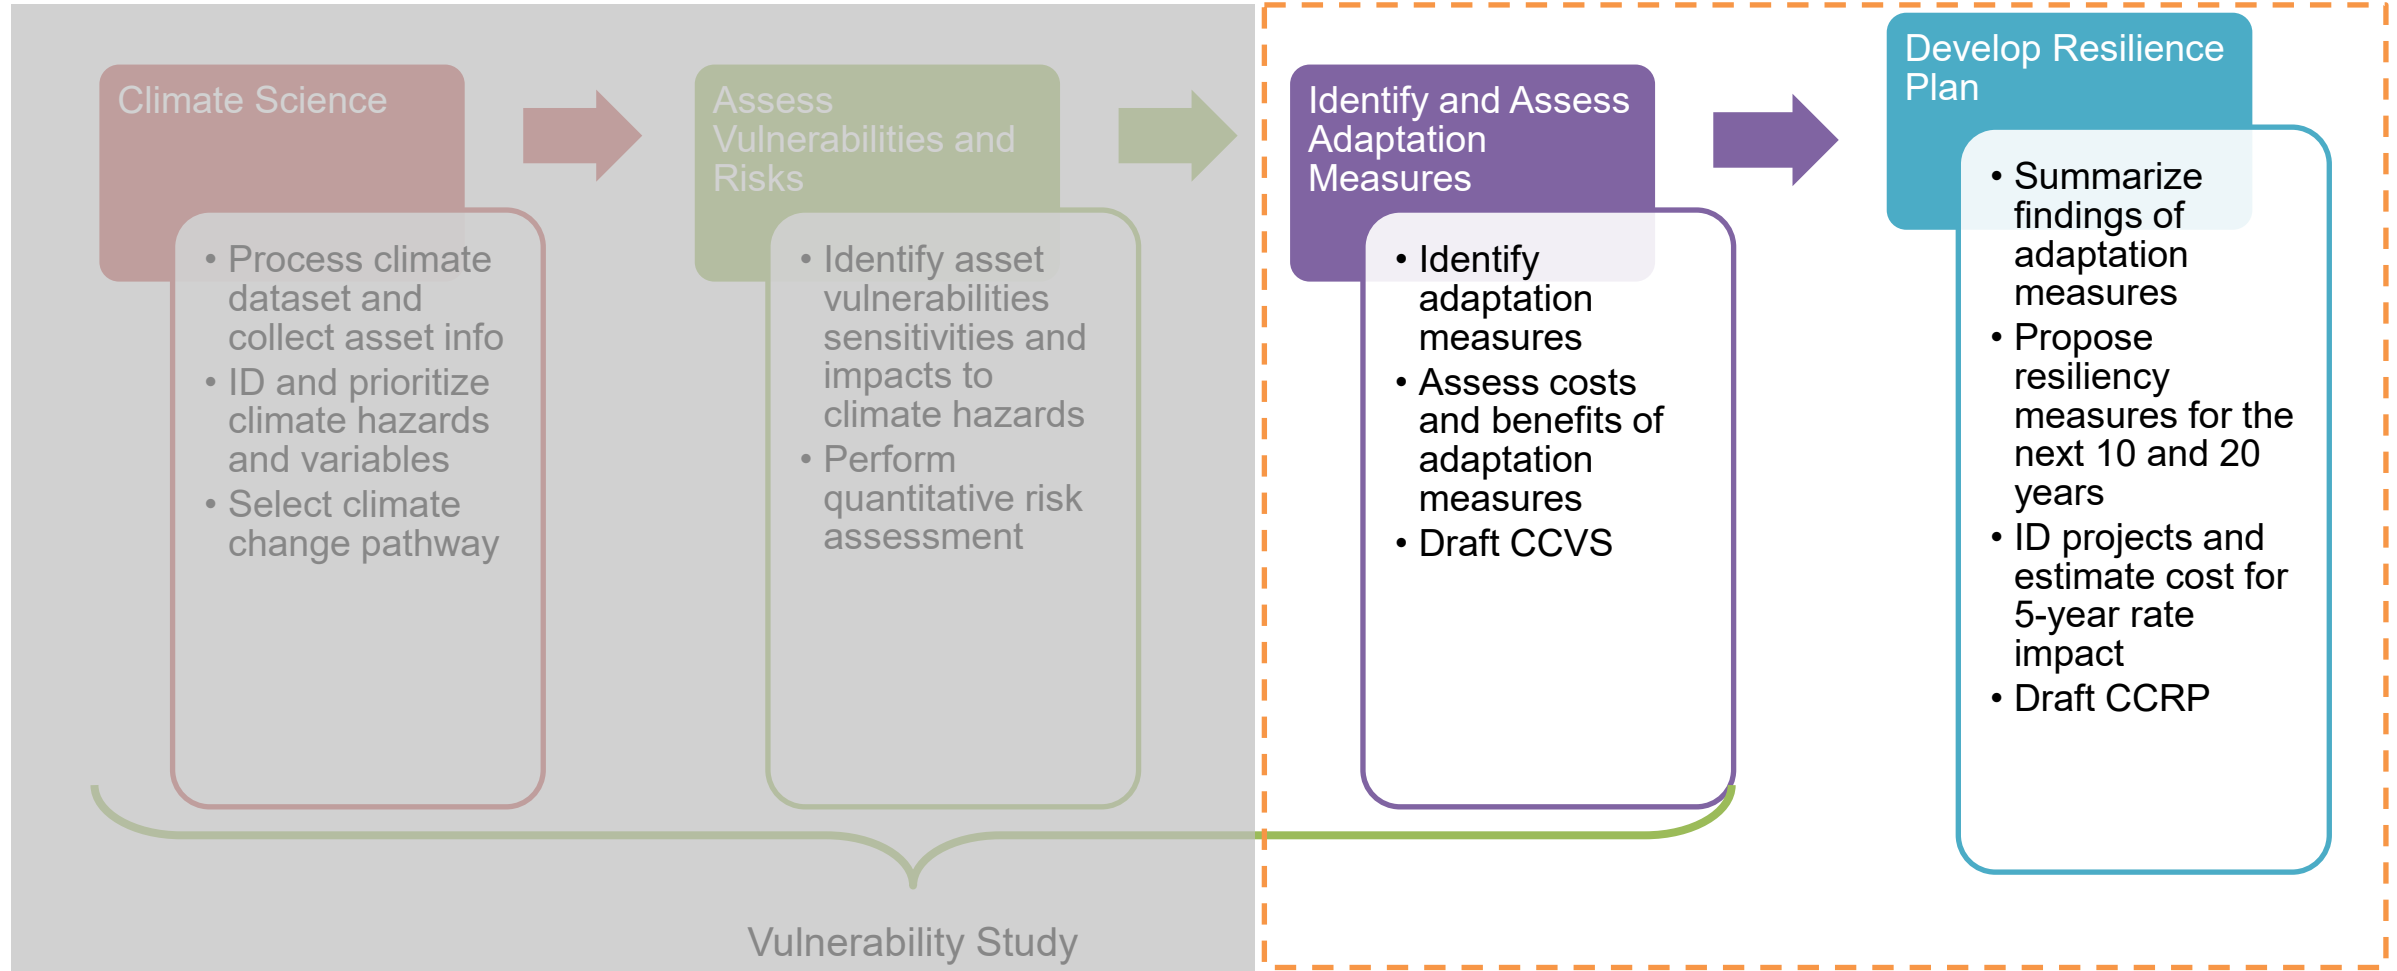 Climate Science
• Process climate
dataset and
collect asset info
• ID and prioritize
climate hazards
and variables
• Select climate
change pathway
Assess
Vulnerabilities and
Risks
• Identify asset
vulnerabilities
sensitivities and
impacts to
climate hazards
• Perform
quantitative risk
assessment
Identify and Assess
Adaptation
Measures
• Identify
adaptation
measures
• Assess costs
and benefits of
adaptation
measures
• Draft CCVS
Develop Resilience
Plan
• Summarize
findings of
adaptation
measures
• Propose
resiliency
measures for the
next 10 and 20
years
• ID projects and
estimate cost for
5-year rate
impact
• Draft CCRP
Vulnerability Study